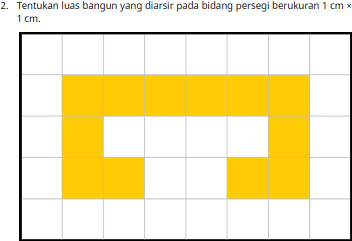 2. Tentukan luas bangun yang diarsir pada bidang persegi berukuran 1 cm ×
1 cm.